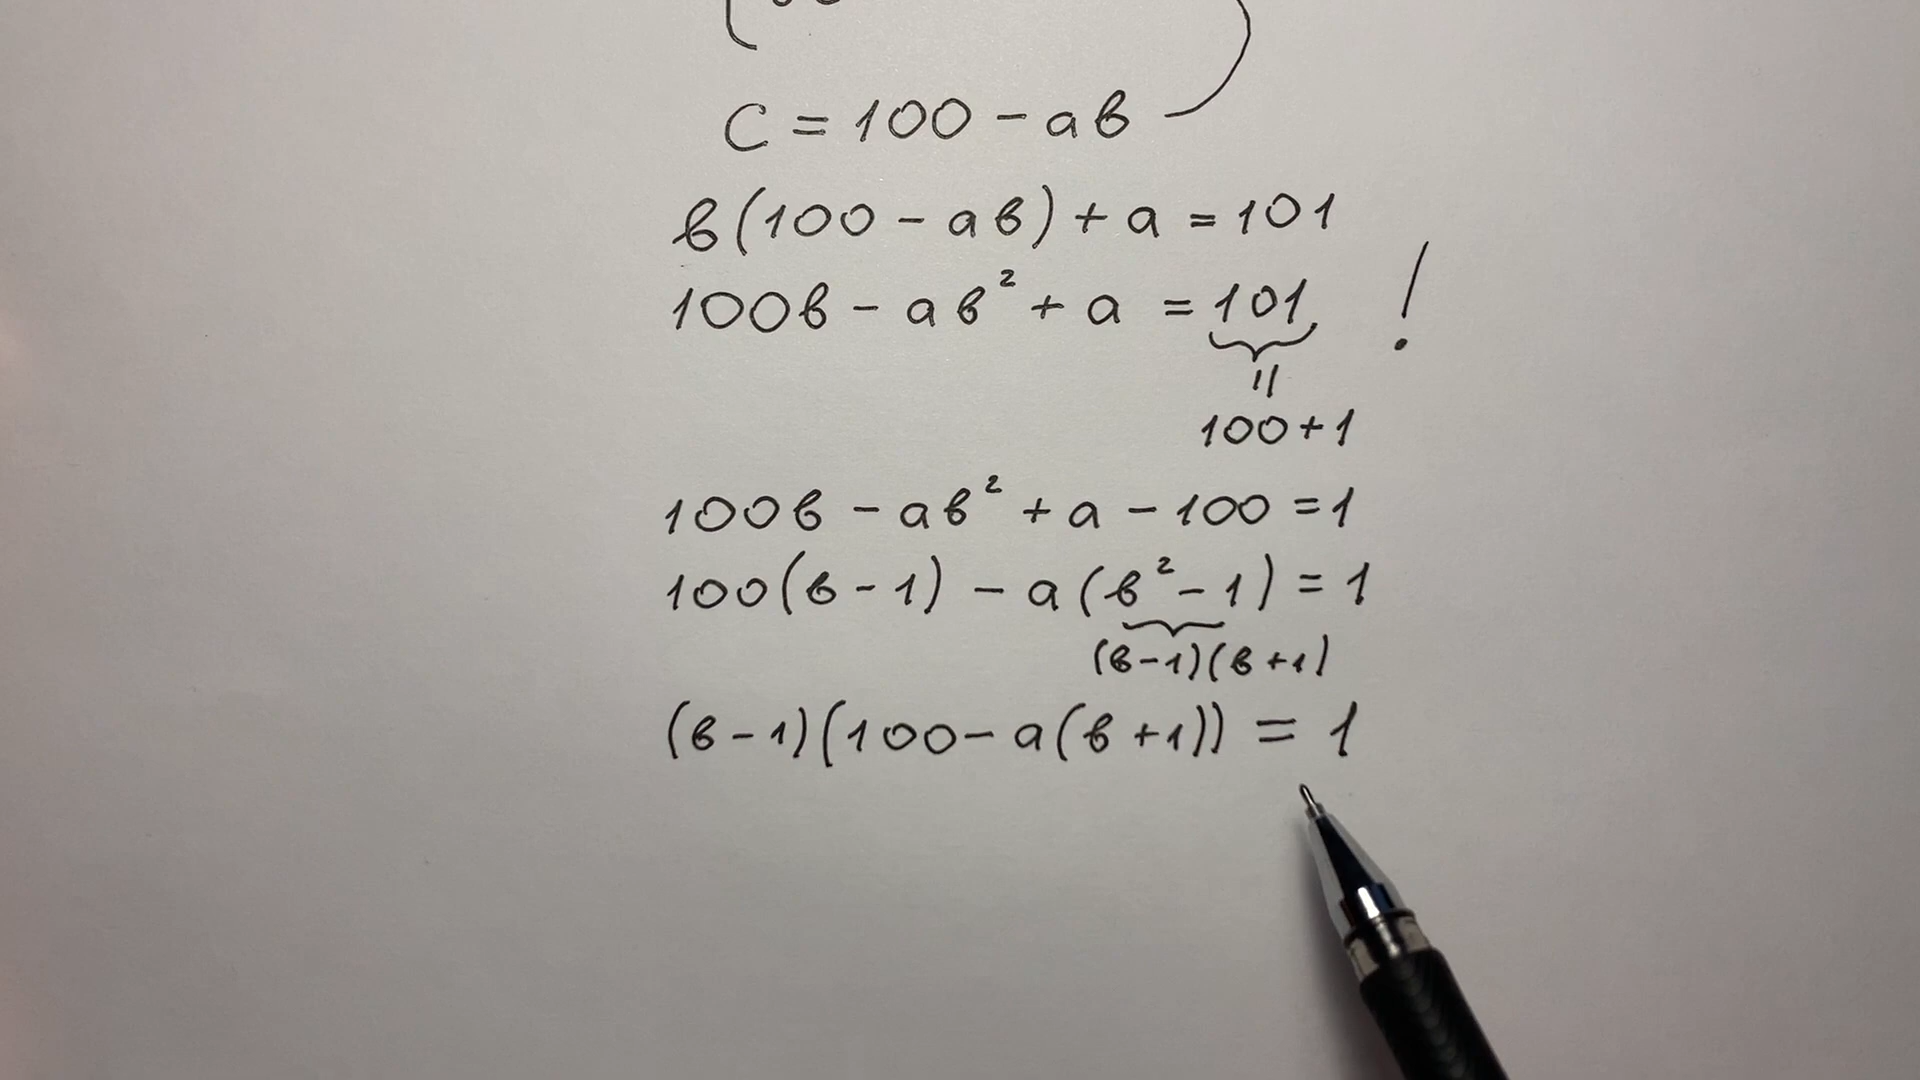 c = 100 - ab
b(100 - ab) + a = 101
100b - ab² + a = 101 !
=
100 + 1
100b - ab² + a - 100 = 1
100(b - 1) - a(b² - 1) = 1
(b-1)(b+1)
(b - 1)(100 - a(b + 1)) = 1